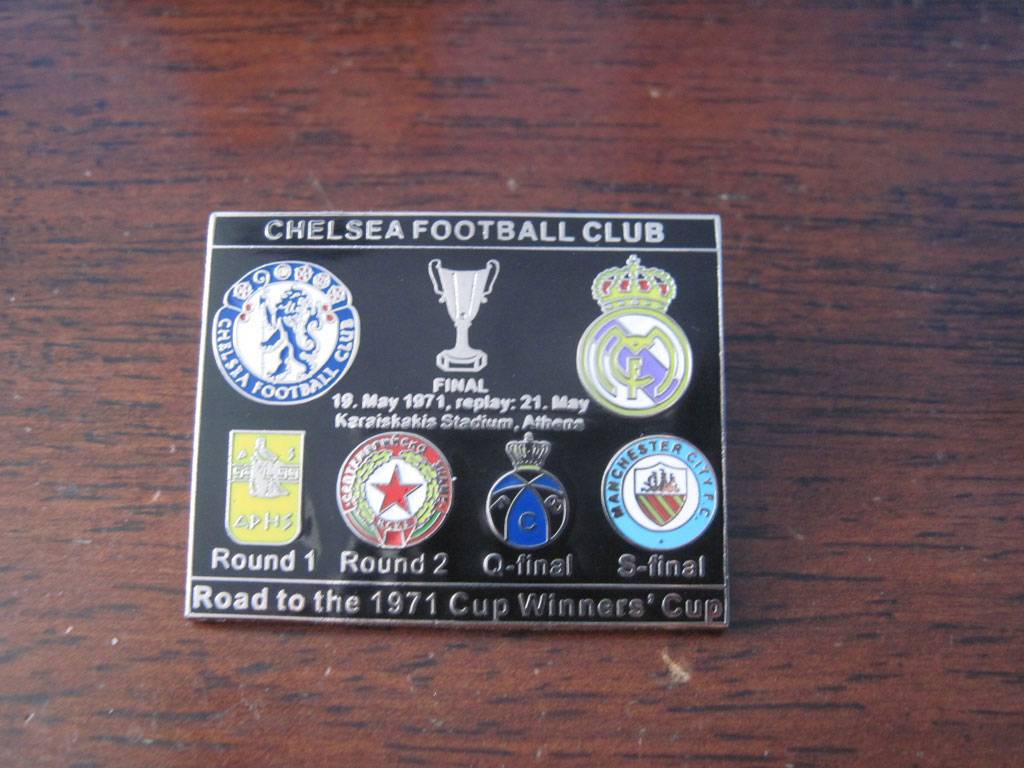 CHELSEA FOOTBALL CLUB
CHELSEA FOOTBALL CLUB
FINAL
19. May 1971, replay: 21. May
Karaiskakis Stadium, Athens
ΑΡΗΣ
MANCHESTER CITY F.C.
Round 1
Round 2
C
Q-final
S-final
Road to the 1971 Cup Winners' Cup